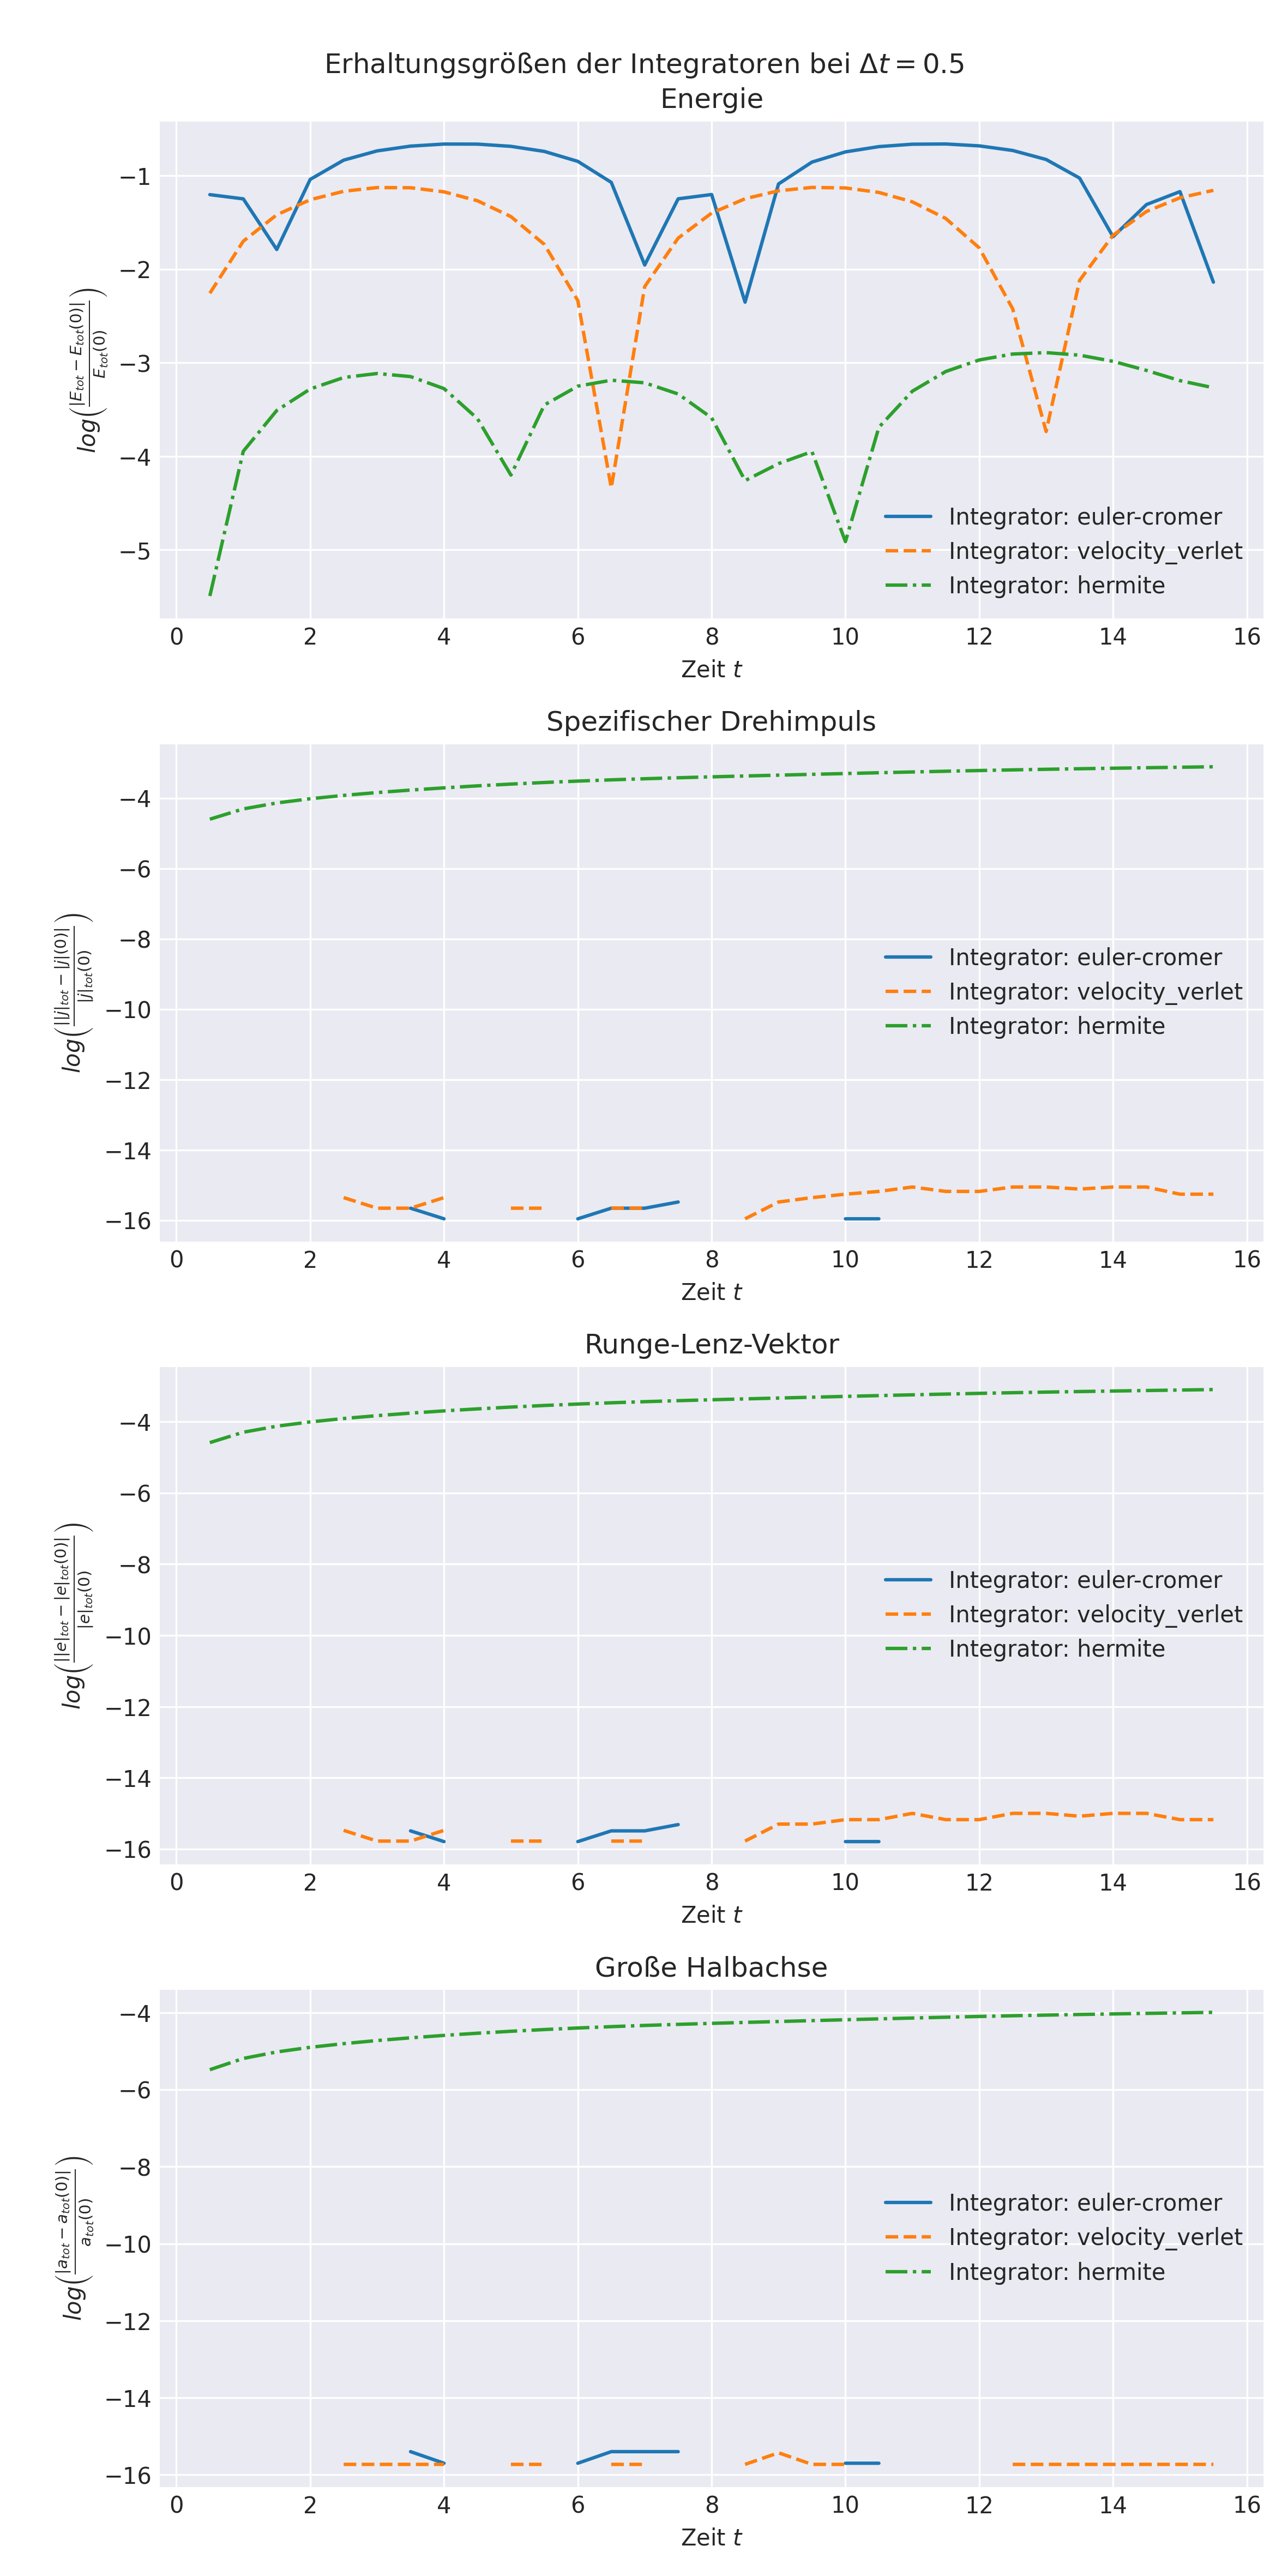 Erhaltungsgrößen der Integratoren bei Δt = 0.5
Energie
log(|E_tot − E_tot(0)| / E_tot(0))
−1
−2
−3
−4
−5
Integrator: euler-cromer
Integrator: velocity_verlet
Integrator: hermite
0 2 4 6 8 10 12 14 16
Zeit t
Spezifischer Drehimpuls
log(||j|_tot − |j|(0)| / |j|_tot(0))
−4
−6
−8
−10
−12
−14
−16
Integrator: euler-cromer
Integrator: velocity_verlet
Integrator: hermite
0 2 4 6 8 10 12 14 16
Zeit t
Runge-Lenz-Vektor
log(||e|_tot − |e|_tot(0)| / |e|_tot(0))
−4
−6
−8
−10
−12
−14
−16
Integrator: euler-cromer
Integrator: velocity_verlet
Integrator: hermite
0 2 4 6 8 10 12 14 16
Zeit t
Große Halbachse
log(|a_tot − a_tot(0)| / a_tot(0))
−4
−6
−8
−10
−12
−14
−16
Integrator: euler-cromer
Integrator: velocity_verlet
Integrator: hermite
0 2 4 6 8 10 12 14 16
Zeit t